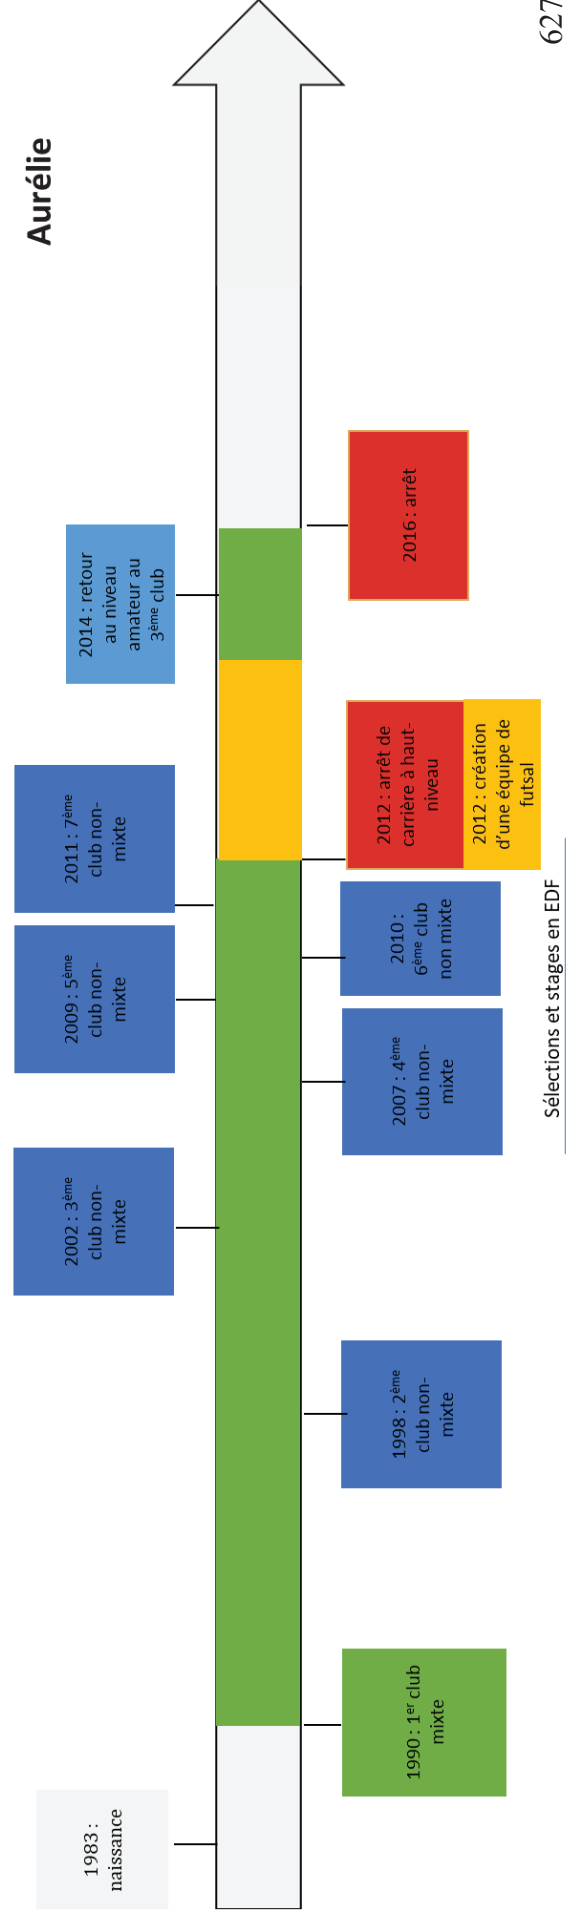 Aurélie
1983 :
naissance
1990 : 1er club
mixte
1998 : 2ème
club non-
mixte
2002 : 3ème
club non-
mixte
2007 : 4ème
club non-
mixte
2009 : 5ème
club non-
mixte
2010 :
6ème club
non mixte
2011 : 7ème
club non-
mixte
2012 : arrêt de
carrière à haut-
niveau
2012 : création
d’une équipe de
futsal
2014 : retour
au niveau
amateur au
3ème club
2016 : arrêt
Sélections et stages en EDF
627